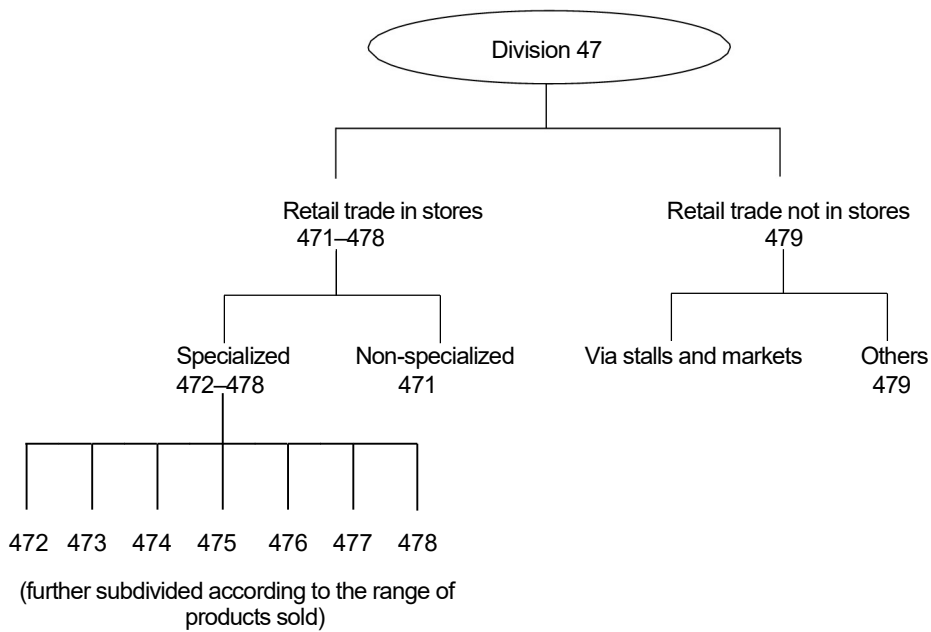 Division 47
Retail trade in stores
471–478
Retail trade not in stores
479
Specialized
472–478
Non-specialized
471
Via stalls and markets
Others
479
472 473 474 475 476 477 478
(further subdivided according to the range of
products sold)